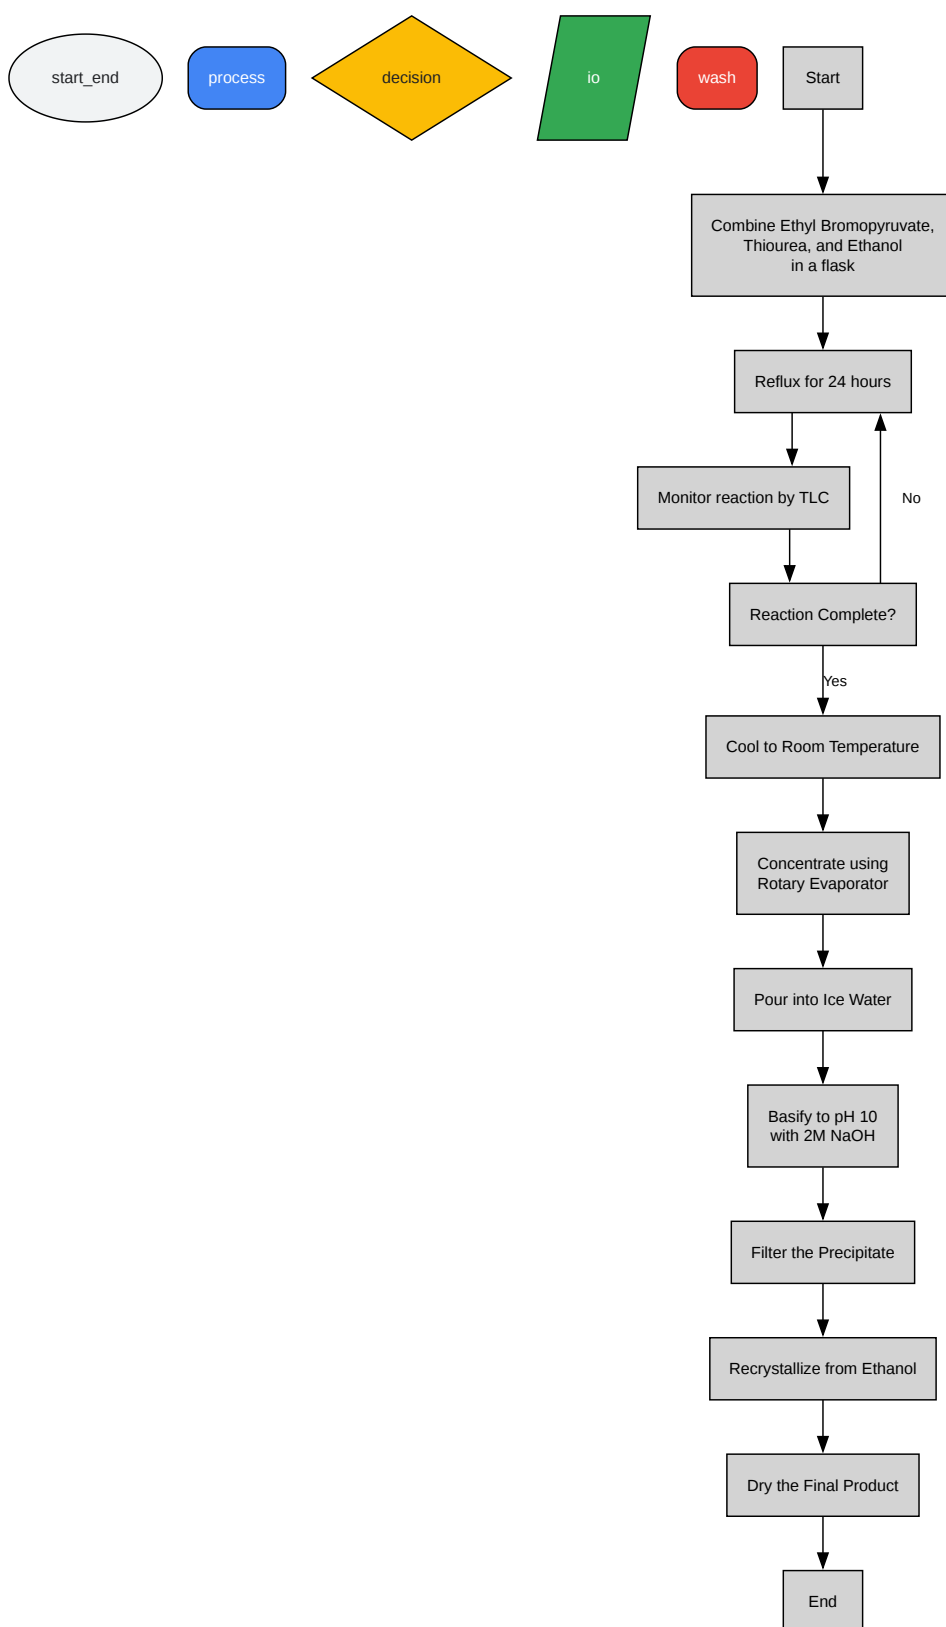 start_end
process
decision
io
wash
Start
Combine Ethyl Bromopyruvate,
Thiourea, and Ethanol
in a flask
Reflux for 24 hours
Monitor reaction by TLC
No
Reaction Complete?
Yes
Cool to Room Temperature
Concentrate using
Rotary Evaporator
Pour into Ice Water
Basify to pH 10
with 2M NaOH
Filter the Precipitate
Recrystallize from Ethanol
Dry the Final Product
End